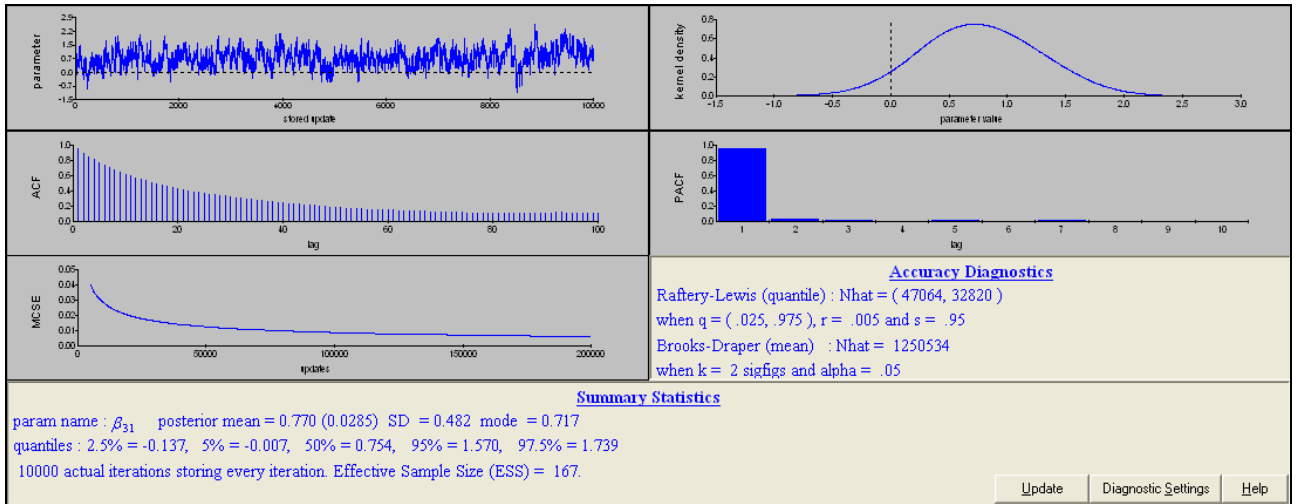 parameter
2.9
2.2
1.5
0.7
0.0
-0.7
-1.5
0 2000 4000 6000 8000 10000
stored update
kernel density
0.8
0.6
0.4
0.2
0.0
-1.5 -1.0 -0.5 0.0 0.5 1.0 1.5 2.0 2.5 3.0
parameter value
ACF
1.0
0.8
0.6
0.4
0.2
0.0
0 20 40 60 80 100
lag
PACF
1.0
0.8
0.6
0.4
0.2
0.0
1 2 3 4 5 6 7 8 9 10
lag
MCSE
0.05
0.04
0.03
0.02
0.01
0.00
0 50000 100000 150000 200000
updates
Accuracy Diagnostics
Raftery-Lewis (quantile) : Nhat = ( 47064, 32820 )
when q = ( .025, .975 ), r = .005 and s = .95
Brooks-Draper (mean) : Nhat = 1250534
when k = 2 sigfigs and alpha = .05
Summary Statistics
param name : β31 posterior mean = 0.770 (0.0285) SD = 0.482 mode = 0.717
quantiles : 2.5% = -0.137, 5% = -0.007, 50% = 0.754, 95% = 1.570, 97.5% = 1.739
10000 actual iterations storing every iteration. Effective Sample Size (ESS) = 167.
Update Diagnostic Settings Help